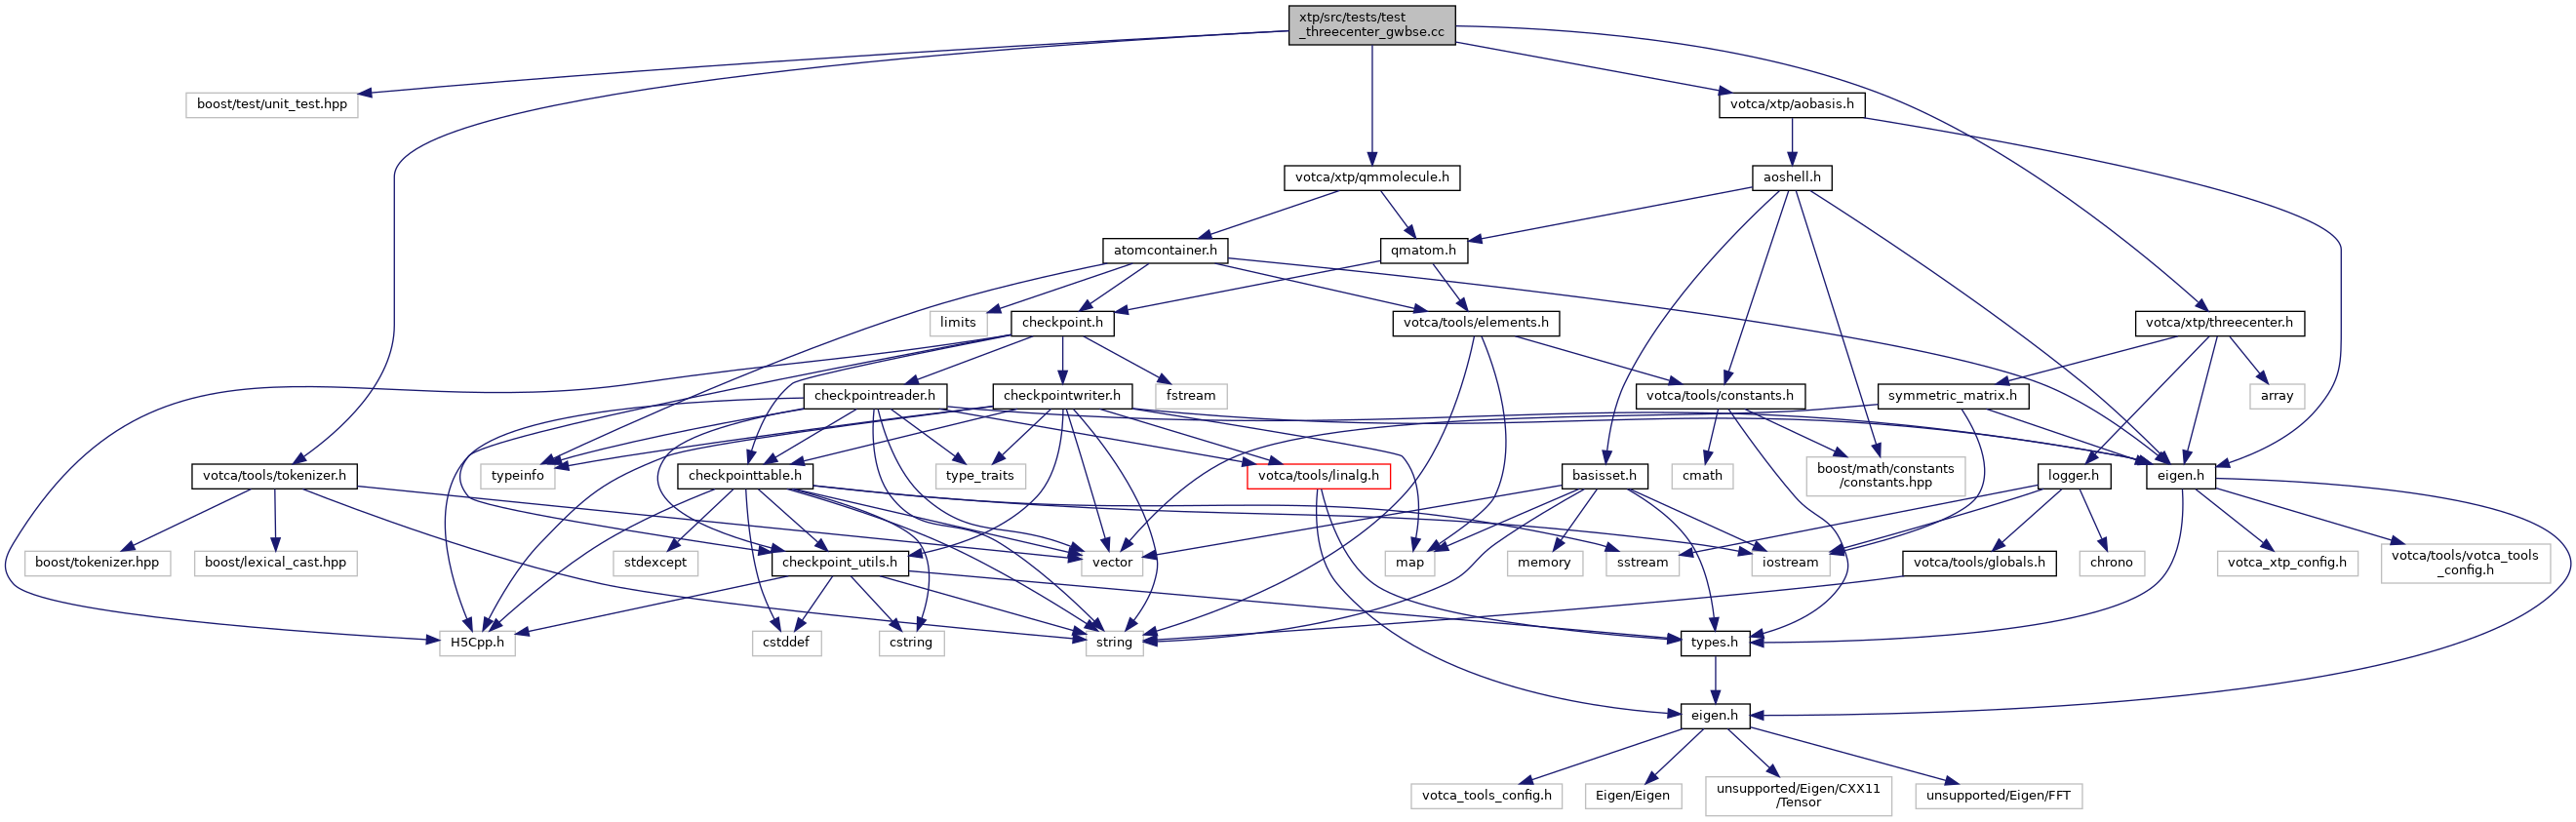 xtp/src/tests/test
_threecenter_gwbse.cc
boost/test/unit_test.hpp
votca/xtp/aobasis.h
votca/xtp/qmmolecule.h
aoshell.h
atomcontainer.h
qmatom.h
limits
checkpoint.h
votca/tools/elements.h
votca/xtp/threecenter.h
checkpointreader.h
checkpointwriter.h
fstream
votca/tools/constants.h
symmetric_matrix.h
array
votca/tools/tokenizer.h
typeinfo
checkpointtable.h
type_traits
votca/tools/linalg.h
basisset.h
cmath
boost/math/constants
/constants.hpp
logger.h
eigen.h
boost/tokenizer.hpp
boost/lexical_cast.hpp
stdexcept
checkpoint_utils.h
vector
map
memory
sstream
iostream
votca/tools/globals.h
chrono
votca_xtp_config.h
votca/tools/votca_tools
_config.h
H5Cpp.h
cstddef
cstring
string
types.h
eigen.h
votca_tools_config.h
Eigen/Eigen
unsupported/Eigen/CXX11
/Tensor
unsupported/Eigen/FFT